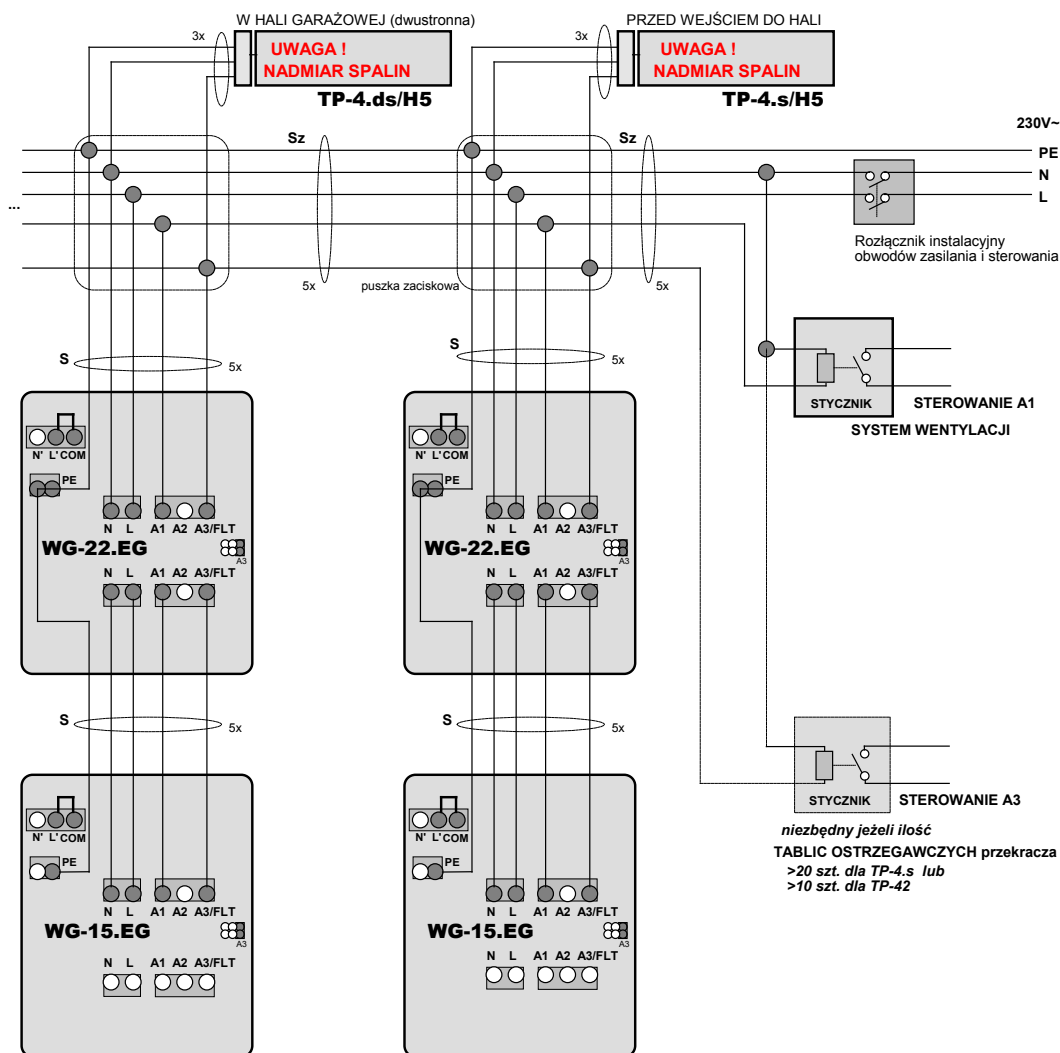 W HALI GARAŻOWEJ (dwustronna)
PRZED WEJŚCIEM DO HALI
3x
UWAGA !
NADMIAR SPALIN
TP-4.ds/H5
3x
UWAGA !
NADMIAR SPALIN
TP-4.s/H5
230V~
Sz
Sz
PE
N
L
...
Rozłącznik instalacyjny
obwodów zasilania i sterowania
5x
puszka zaciskowa
5x
S
5x
S
5x
STYCZNIK
STEROWANIE A1
SYSTEM WENTYLACJI
N' L' COM
PE
N L A1 A2 A3/FLT
WG-22.EG
A3
N L A1 A2 A3/FLT
N' L' COM
PE
N L A1 A2 A3/FLT
WG-22.EG
A3
N L A1 A2 A3/FLT
S
5x
S
5x
STYCZNIK
STEROWANIE A3
niezbędny jeżeli ilość
TABLIC OSTRZEGAWCZYCH przekracza
>20 szt. dla TP-4.s lub
>10 szt. dla TP-42
N' L' COM
PE
N L A1 A2 A3/FLT
WG-15.EG
A3
N L A1 A2 A3/FLT
N' L' COM
PE
N L A1 A2 A3/FLT
WG-15.EG
A3
N L A1 A2 A3/FLT